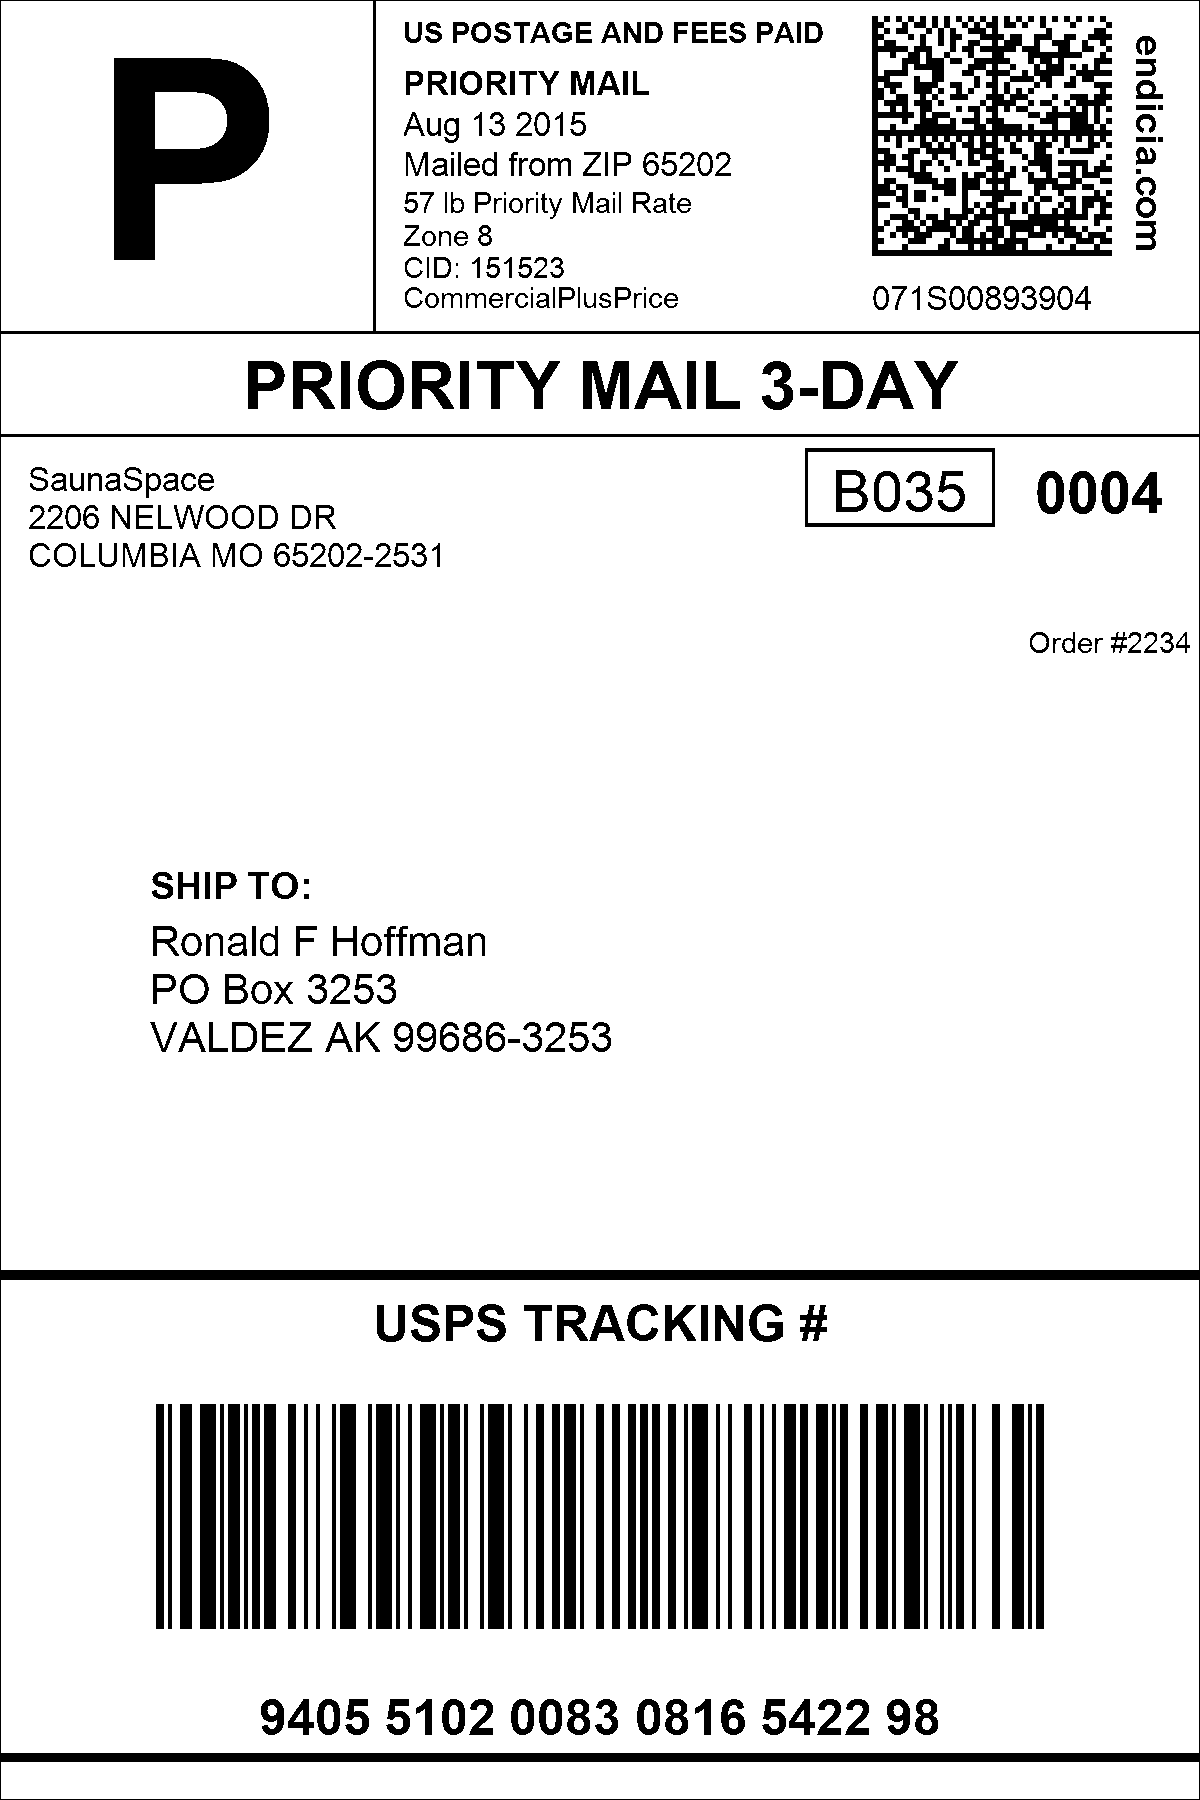 P
US POSTAGE AND FEES PAID
PRIORITY MAIL
Aug 13 2015
Mailed from ZIP 65202
57 lb Priority Mail Rate
Zone 8
CID: 151523
CommercialPlusPrice
endicia.com
071S00893904
PRIORITY MAIL 3-DAY
SaunaSpace
2206 NELWOOD DR
COLUMBIA MO 65202-2531
B035 0004
Order #2234
SHIP TO:
Ronald F Hoffman
PO Box 3253
VALDEZ AK 99686-3253
USPS TRACKING #
9405 5102 0083 0816 5422 98